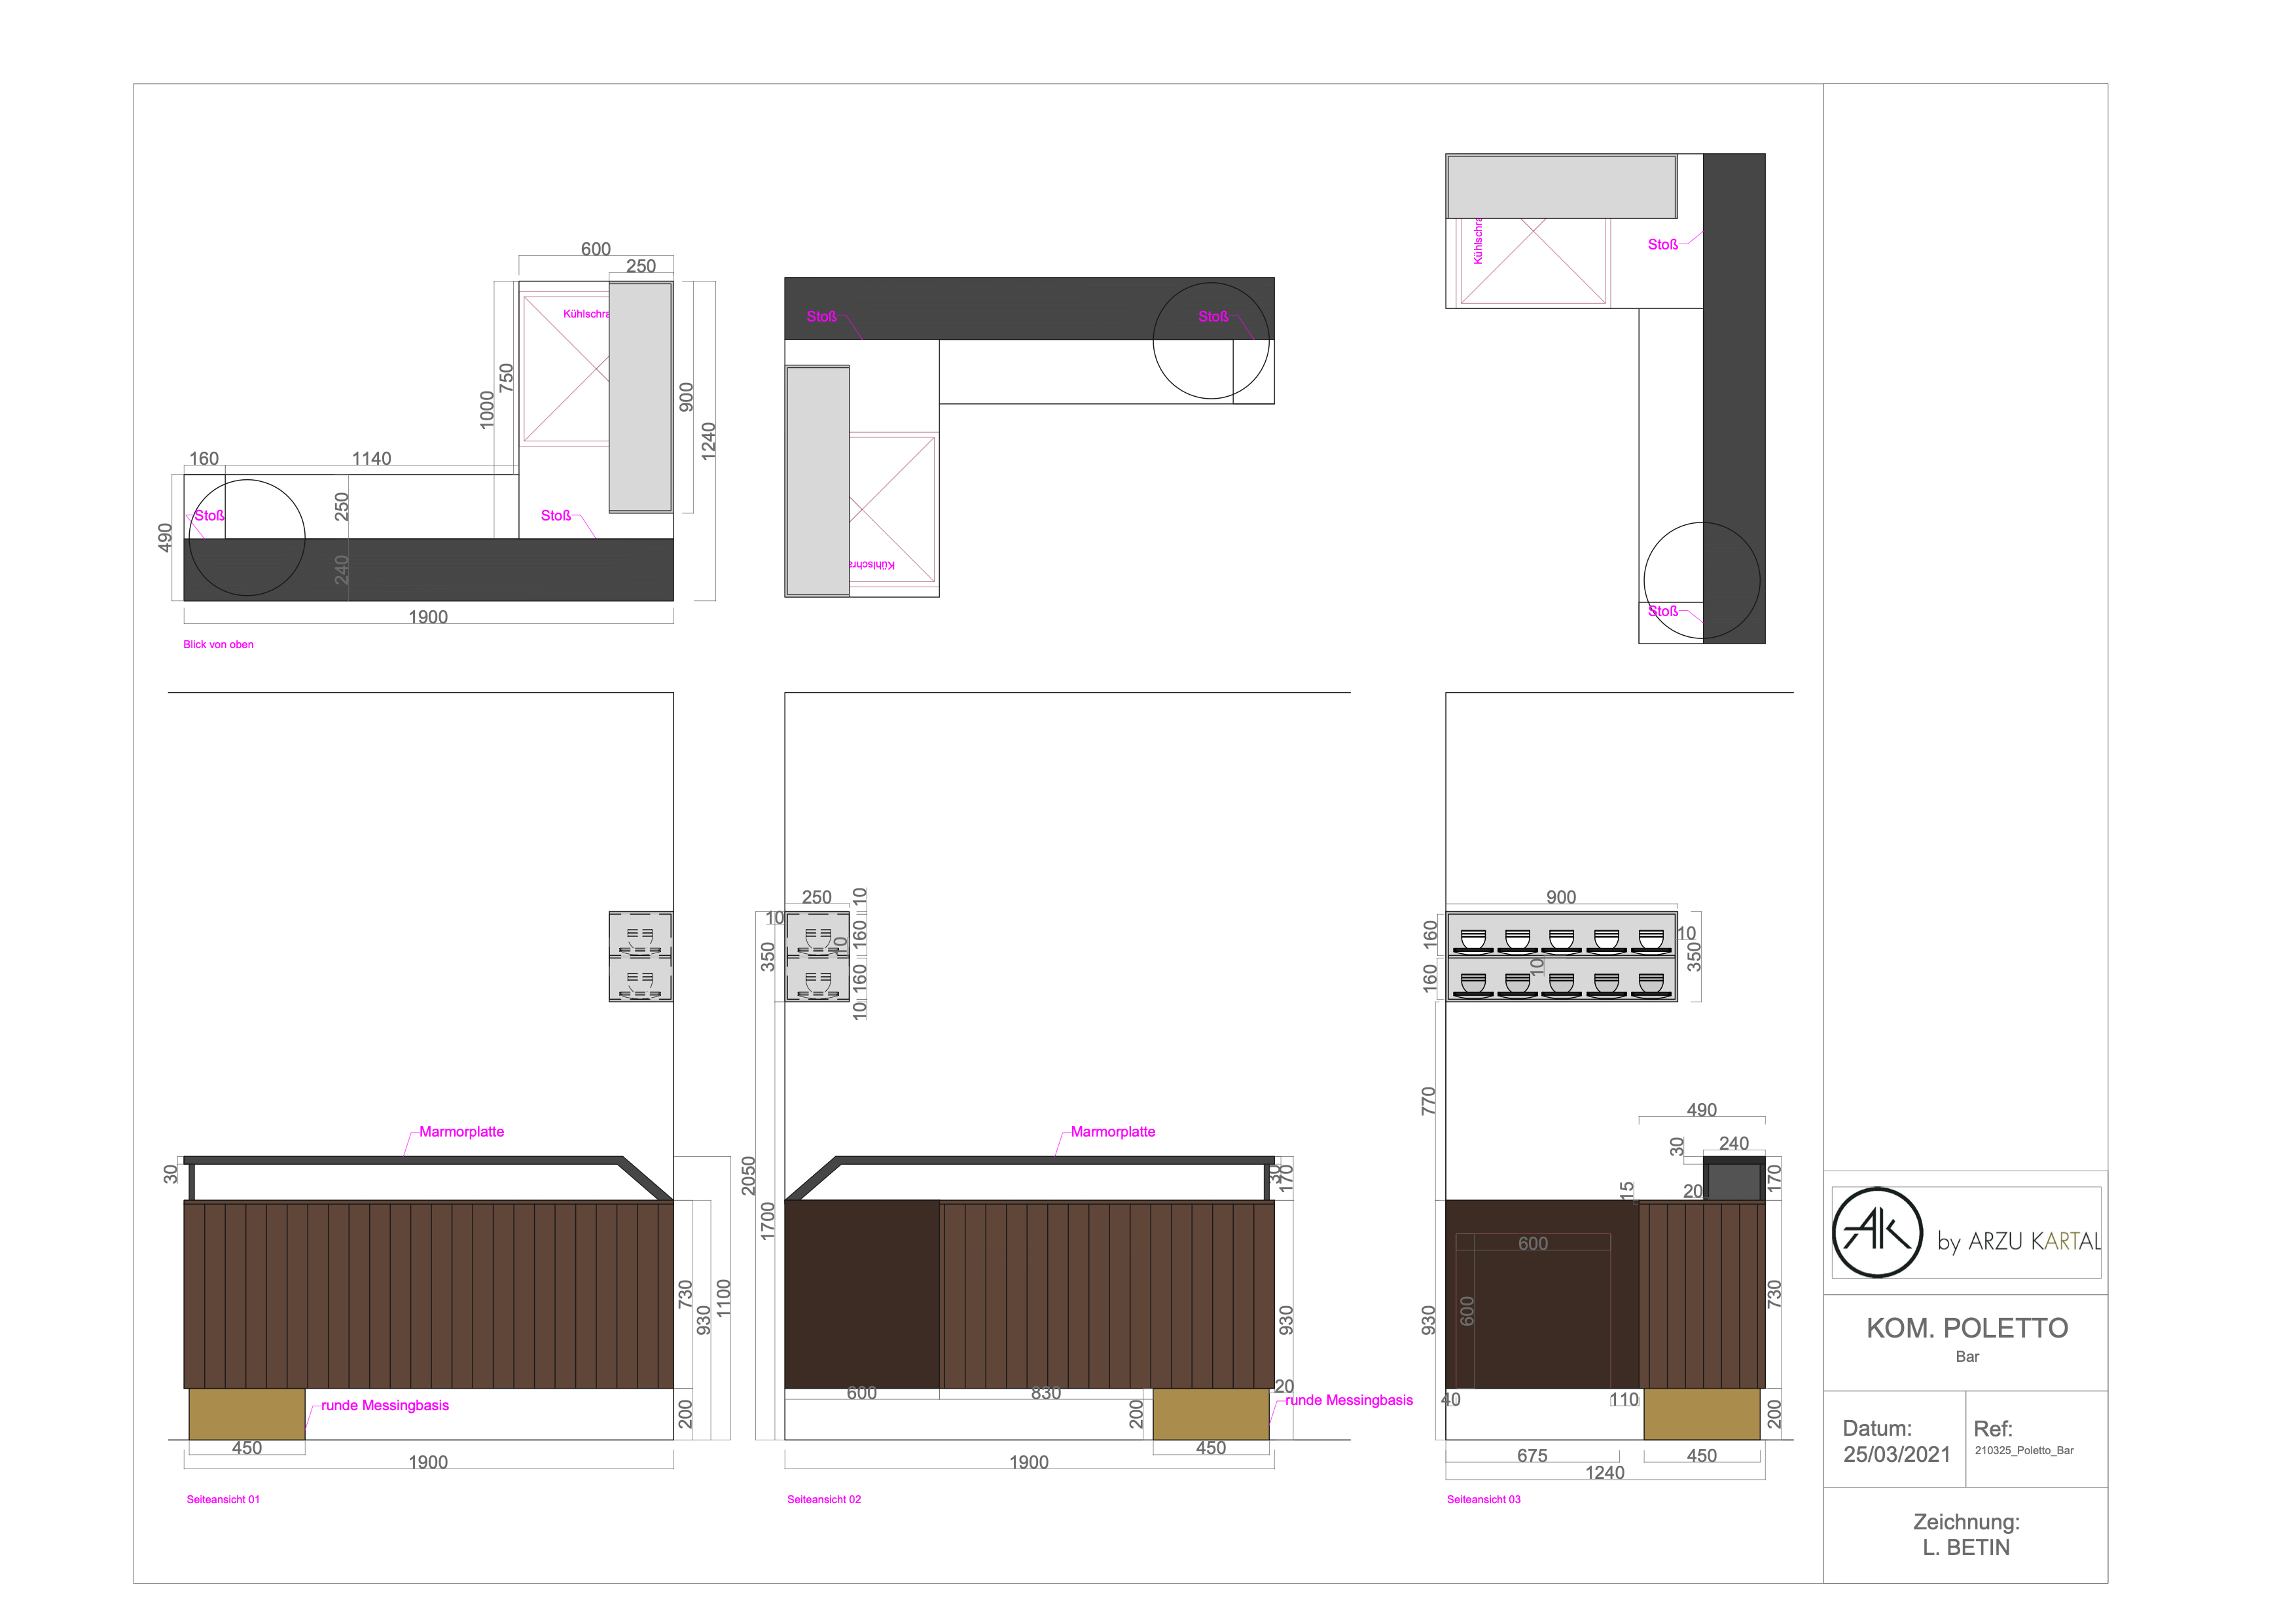 600
250
Kühlschra
750
1000
900
1240
160
1140
Stoß
250
Stoß
490
240
1900
Blick von oben
Stoß
Stoß
Kühlschra
Kühlschra
Stoß
Stoß
Marmorplatte
30
730
930
1100
200
runde Messingbasis
450
1900
Seiteansicht 01
250
10
10
160
10
350
160
10
2050
1700
Marmorplatte
30
170
930
600
830
20
200
runde Messingbasis
450
1900
Seiteansicht 02
900
160
10
350
160
10
770
490
30
240
170
15
20
600
600
930
730
40
110
200
675
450
1240
Seiteansicht 03
AK by ARZU KARTAL
KOM. POLETTO
Bar
Datum:
25/03/2021
Ref:
210325_Poletto_Bar
Zeichnung:
L. BETIN